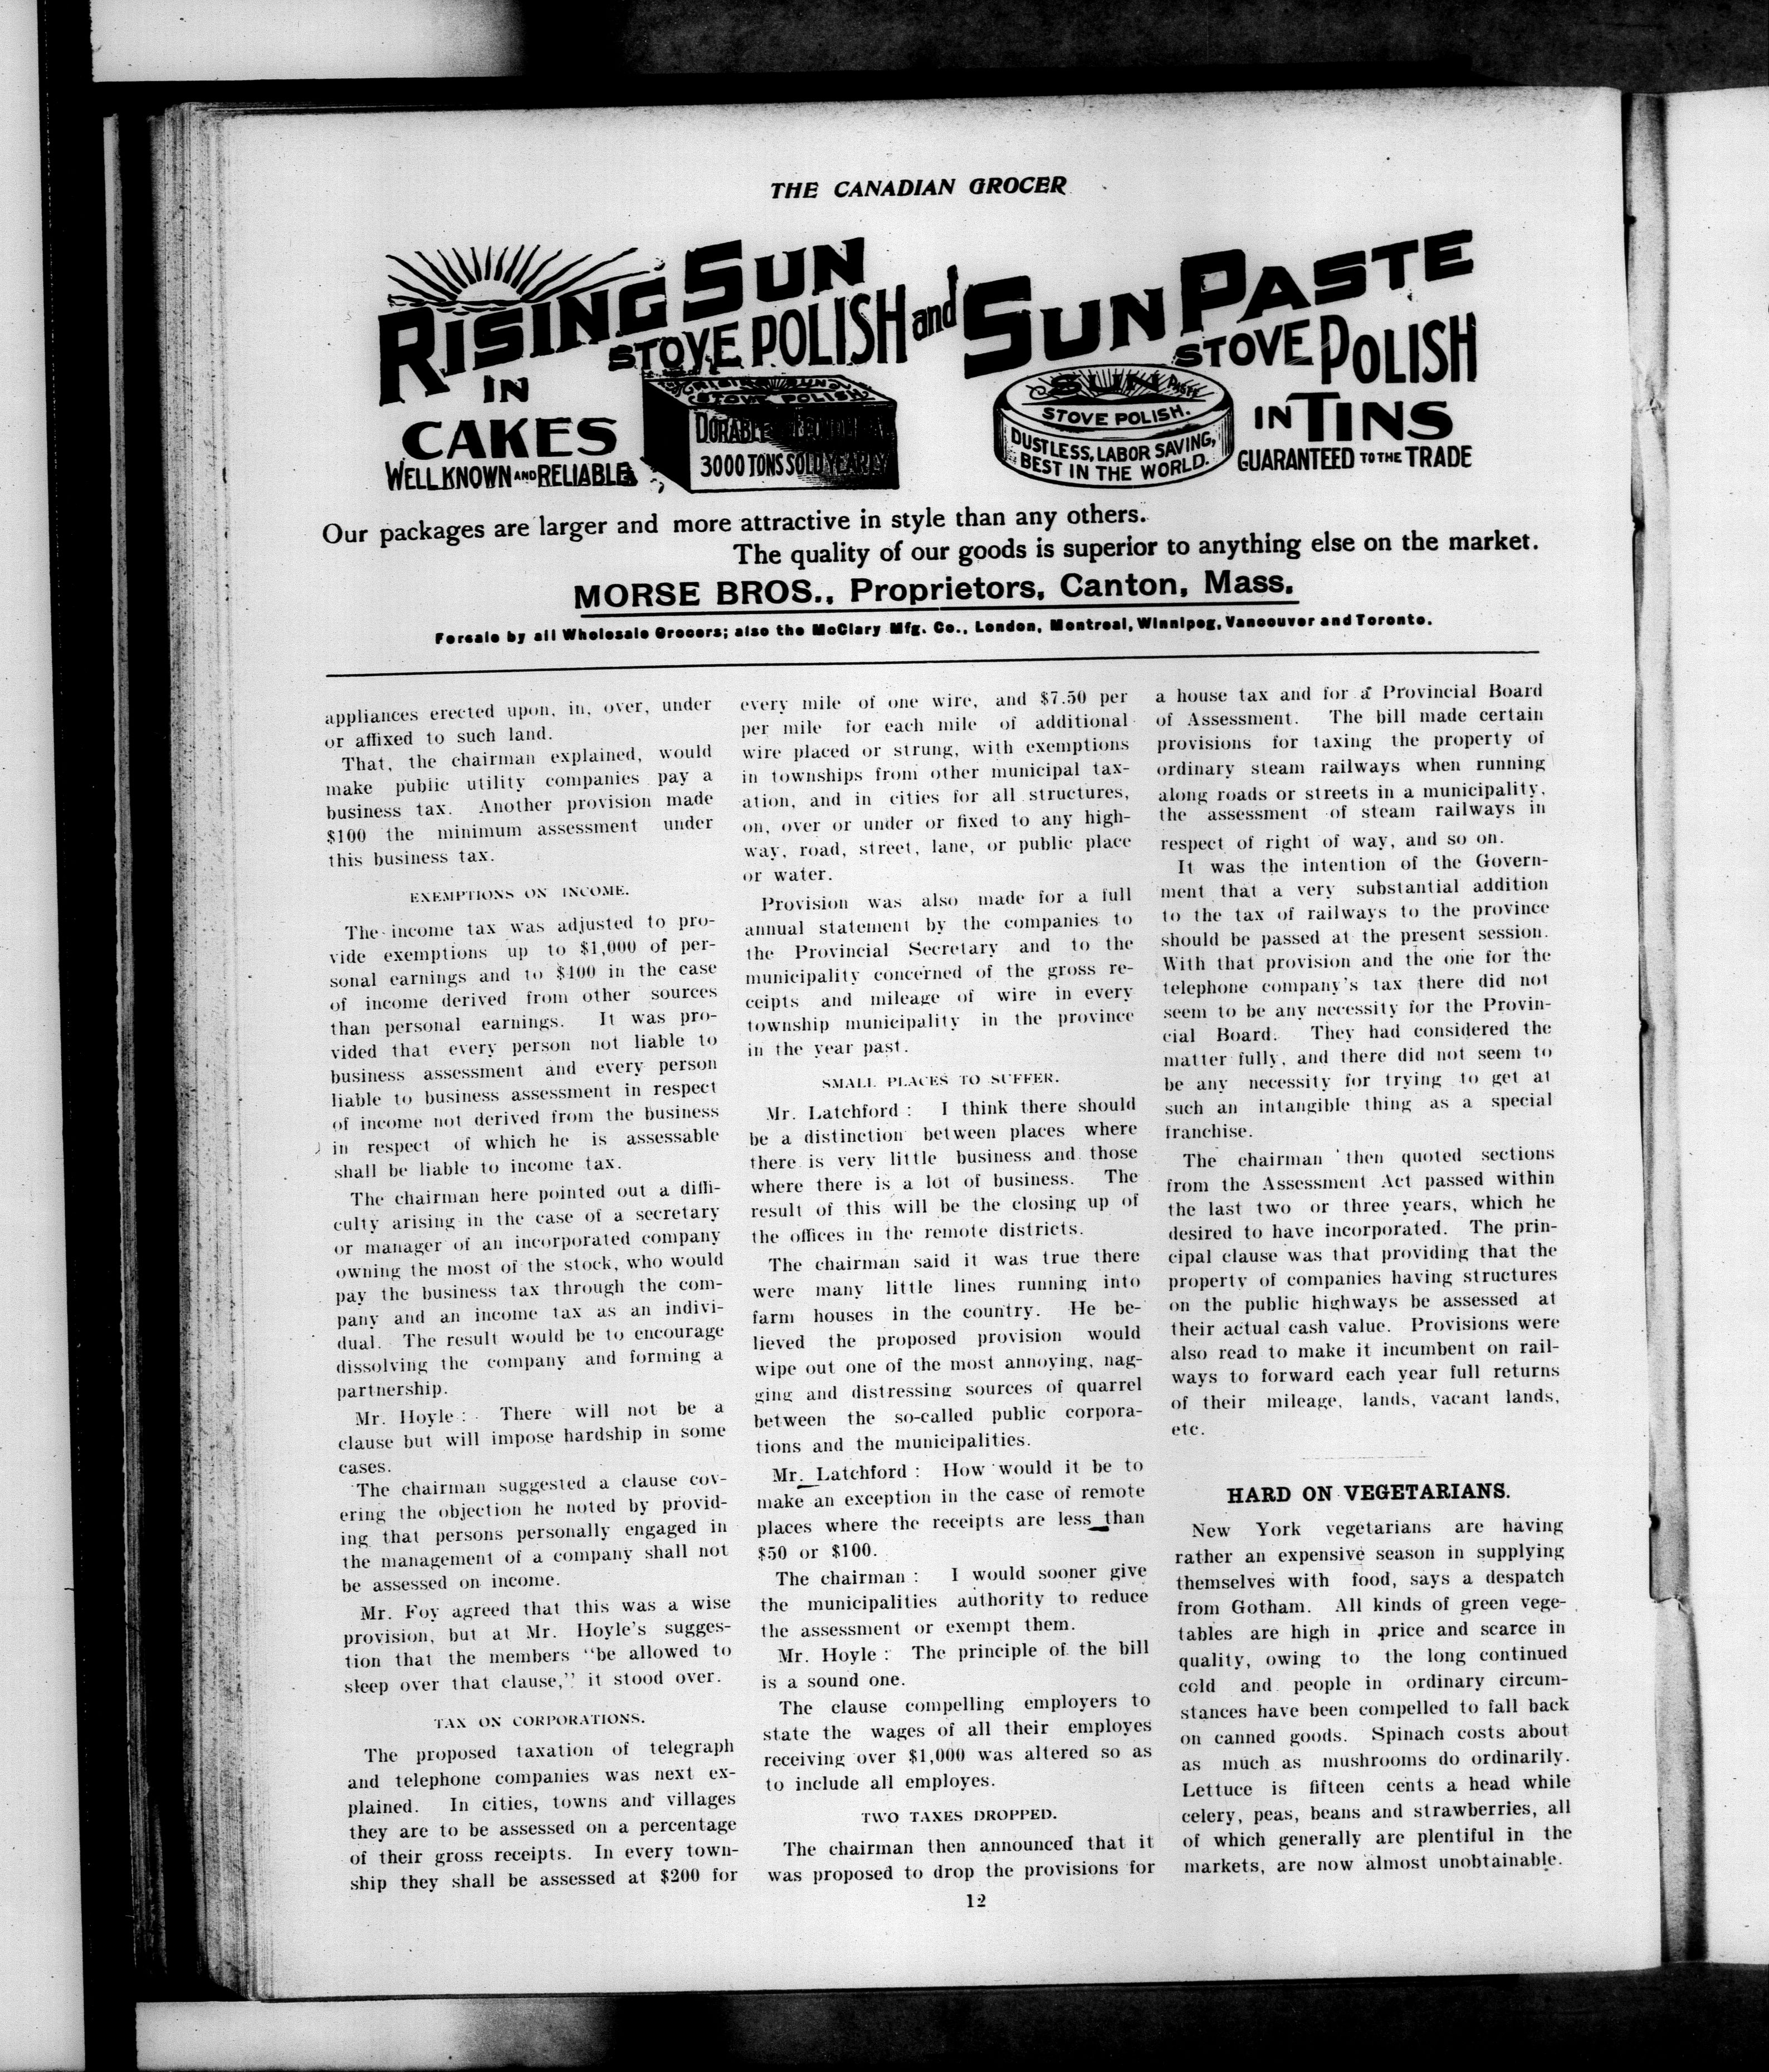 THE CANADIAN GROCER
RISING SUN
STOVE POLISH and SUN PASTE
STOVE POLISH
IN
CAKES
WELL KNOWN AND RELIABLE
RISING SUN
STOVE POLISH
DURABLE
3000 TONS SOLD YEARLY
SUN PASTE
STOVE POLISH.
DUSTLESS, LABOR SAVING,
BEST IN THE WORLD.
IN TINS
GUARANTEED TO THE TRADE
Our packages are larger and more attractive in style than any others.
The quality of our goods is superior to anything else on the market.
MORSE BROS., Proprietors, Canton, Mass.
For sale by all Wholesale Grocers; also the McClary Mfg. Co., London, Montreal, Winnipeg, Vancouver and Toronto.
appliances erected upon, in, over, under
or affixed to such land.
That, the chairman explained, would
make public utility companies pay a
business tax. Another provision made
$100 the minimum assessment under
this business tax.
EXEMPTIONS ON INCOME.
The income tax was adjusted to pro-
vide exemptions up to $1,000 of per-
sonal earnings and to $400 in the case
of income derived from other sources
than personal earnings. It was pro-
vided that every person not liable to
business assessment and every person
liable to business assessment in respect
of income not derived from the business
in respect of which he is assessable
shall be liable to income tax.
The chairman here pointed out a diffi-
culty arising in the case of a secretary
or manager of an incorporated company
owning the most of the stock, who would
pay the business tax through the com-
pany and an income tax as an indivi-
dual. The result would be to encourage
dissolving the company and forming a
partnership.
Mr. Hoyle: There will not be a
clause but will impose hardship in some
cases.
The chairman suggested a clause cov-
ering the objection he noted by provid-
ing that persons personally engaged in
the management of a company shall not
be assessed on income.
Mr. Foy agreed that this was a wise
provision, but at Mr. Hoyle's sugges-
tion that the members "be allowed to
sleep over that clause," it stood over.
TAX ON CORPORATIONS.
The proposed taxation of telegraph
and telephone companies was next ex-
plained. In cities, towns and villages
they are to be assessed on a percentage
of their gross receipts. In every town-
ship they shall be assessed at $200 for
every mile of one wire, and $7.50 per
per mile for each mile of additional
wire placed or strung, with exemptions
in townships from other municipal tax-
ation, and in cities for all structures,
on, over or under or fixed to any high-
way, road, street, lane, or public place
or water.
Provision was also made for a full
annual statement by the companies to
the Provincial Secretary and to the
municipality concerned of the gross re-
ceipts and mileage of wire in every
township municipality in the province
in the year past.
SMALL PLACES TO SUFFER.
Mr. Latchford: I think there should
be a distinction between places where
there is very little business and those
where there is a lot of business. The
result of this will be the closing up of
the offices in the remote districts.
The chairman said it was true there
were many little lines running into
farm houses in the country. He be-
lieved the proposed provision would
wipe out one of the most annoying, nag-
ging and distressing sources of quarrel
between the so-called public corpora-
tions and the municipalities.
Mr. Latchford: How would it be to
make an exception in the case of remote
places where the receipts are less than
$50 or $100.
The chairman: I would sooner give
the municipalities authority to reduce
the assessment or exempt them.
Mr. Hoyle: The principle of the bill
is a sound one.
The clause compelling employers to
state the wages of all their employes
receiving over $1,000 was altered so as
to include all employes.
TWO TAXES DROPPED.
The chairman then announced that it
was proposed to drop the provisions for
a house tax and for a Provincial Board
of Assessment. The bill made certain
provisions for taxing the property of
ordinary steam railways when running
along roads or streets in a municipality,
the assessment of steam railways in
respect of right of way, and so on.
It was the intention of the Govern-
ment that a very substantial addition
to the tax of railways to the province
should be passed at the present session.
With that provision and the one for the
telephone company's tax there did not
seem to be any necessity for the Provin-
cial Board. They had considered the
matter fully, and there did not seem to
be any necessity for trying to get at
such an intangible thing as a special
franchise.
The chairman then quoted sections
from the Assessment Act passed within
the last two or three years, which he
desired to have incorporated. The prin-
cipal clause was that providing that the
property of companies having structures
on the public highways be assessed at
their actual cash value. Provisions were
also read to make it incumbent on rail-
ways to forward each year full returns
of their mileage, lands, vacant lands,
etc.
HARD ON VEGETARIANS.
New York vegetarians are having
rather an expensive season in supplying
themselves with food, says a despatch
from Gotham. All kinds of green vege-
tables are high in price and scarce in
quality, owing to the long continued
cold and people in ordinary circum-
stances have been compelled to fall back
on canned goods. Spinach costs about
as much as mushrooms do ordinarily.
Lettuce is fifteen cents a head while
celery, peas, beans and strawberries, all
of which generally are plentiful in the
markets, are now almost unobtainable.
12